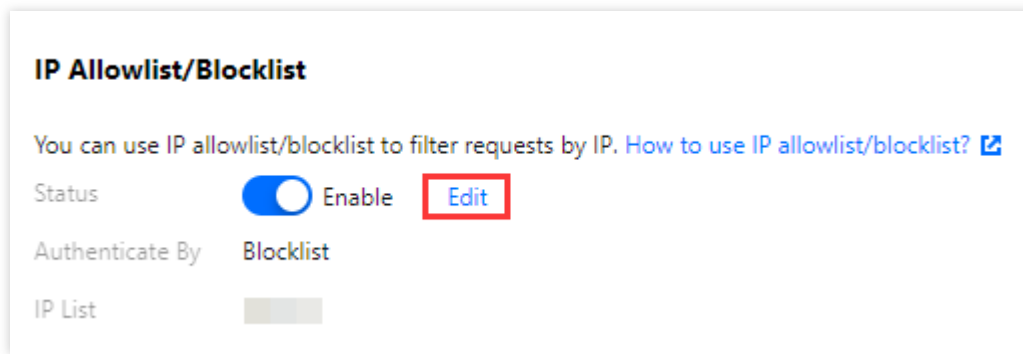 IP Allowlist/Blocklist
You can use IP allowlist/blocklist to filter requests by IP. How to use IP allowlist/blocklist?
Status Enable Edit
Authenticate By Blocklist
IP List